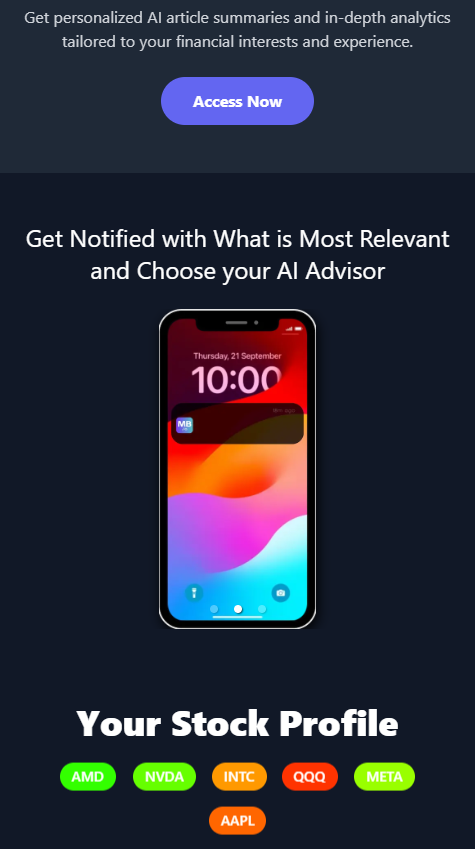 Get personalized AI article summaries and in-depth analytics
tailored to your financial interests and experience.
Access Now
Get Notified with What is Most Relevant
and Choose your AI Advisor
Thursday, 21 September
10:00
9m ago
MB
Your Stock Profile
AMD NVDA INTC QQQ META
AAPL